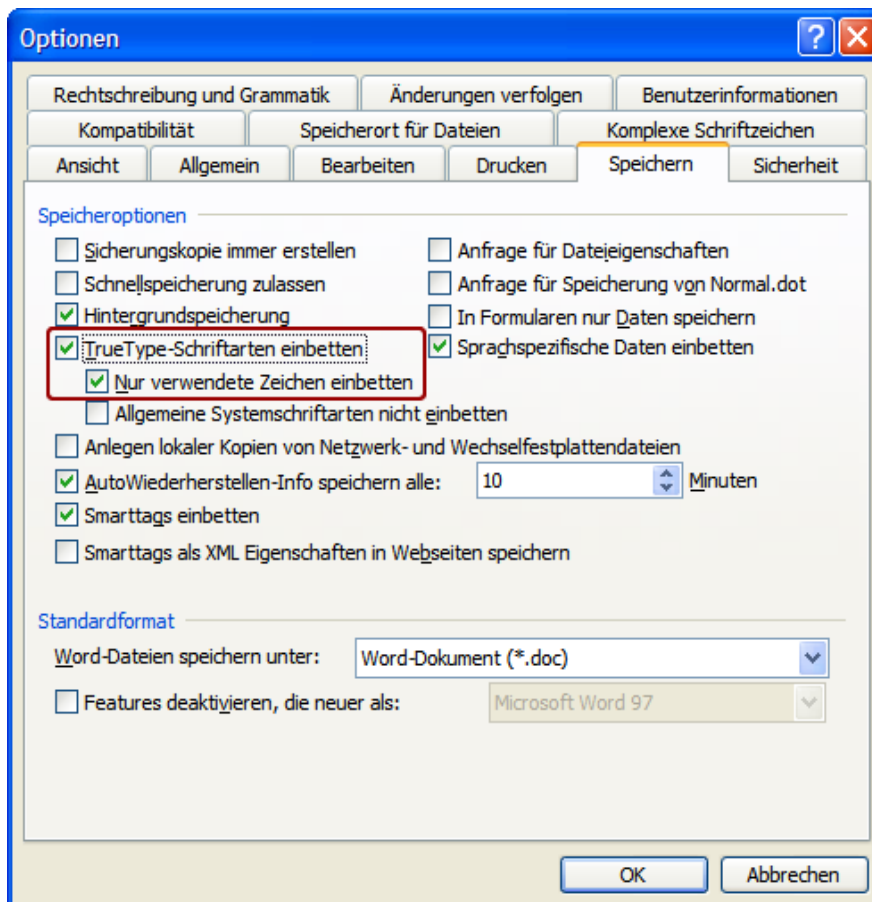 Optionen
Rechtschreibung und Grammatik Änderungen verfolgen Benutzerinformationen
Kompatibilität Speicherort für Dateien Komplexe Schriftzeichen
Ansicht Allgemein Bearbeiten Drucken Speichern Sicherheit
Speicheroptionen
Sicherungskopie immer erstellen Anfrage für Dateieigenschaften
Schnellspeicherung zulassen Anfrage für Speicherung von Normal.dot
Hintergrundspeicherung In Formularen nur Daten speichern
TrueType-Schriftarten einbetten Sprachspezifische Daten einbetten
Nur verwendete Zeichen einbetten
Allgemeine Systemschriftarten nicht einbetten
Anlegen lokaler Kopien von Netzwerk- und Wechselfestplattendateien
AutoWiederherstellen-Info speichern alle: 10 Minuten
Smarttags einbetten
Smarttags als XML Eigenschaften in Webseiten speichern
Standardformat
Word-Dateien speichern unter: Word-Dokument (*.doc)
Features deaktivieren, die neuer als: Microsoft Word 97
OK Abbrechen